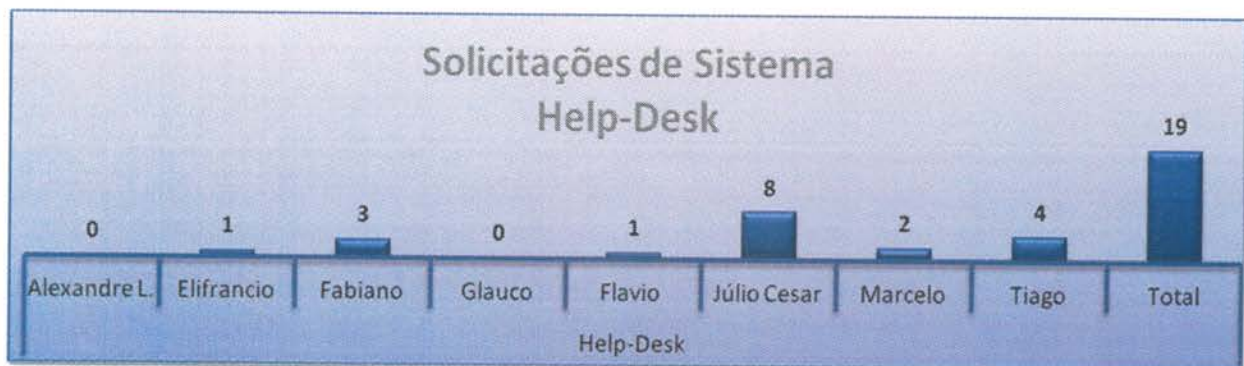 Solicitações de Sistema
Help-Desk
0 1 3 0 1 8 2 4 19
Alexandre L. Elifrancio Fabiano Glauco Flavio Júlio Cesar Marcelo Tiago Total
Help-Desk